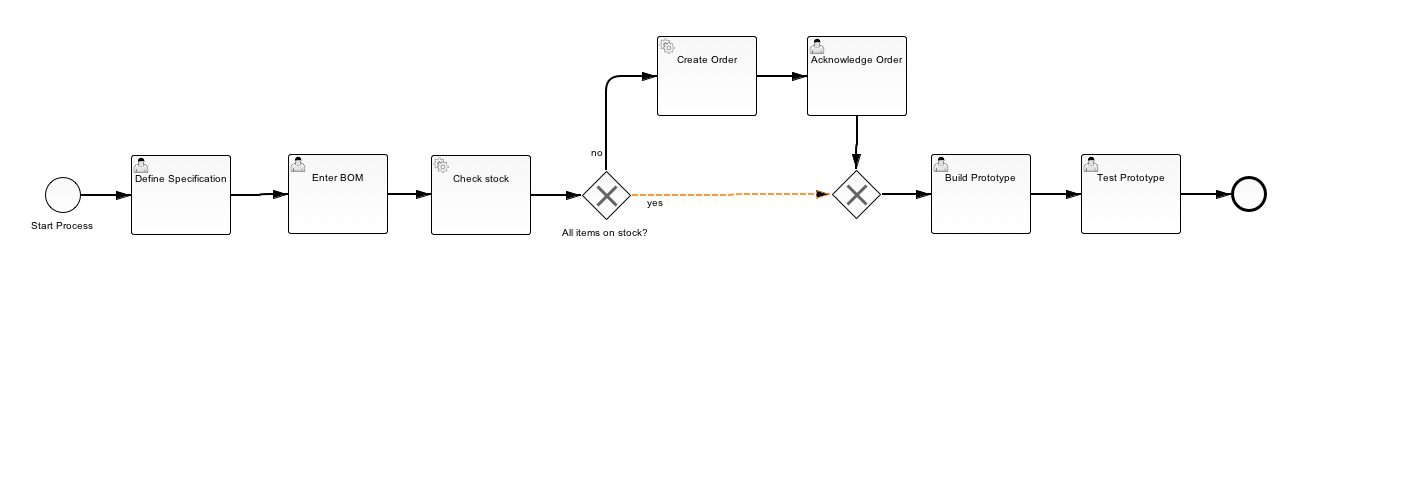 Create Order
Acknowledge Order
no
Define Specification
Enter BOM
Check stock
Build Prototype
Test Prototype
yes
Start Process
All items on stock?